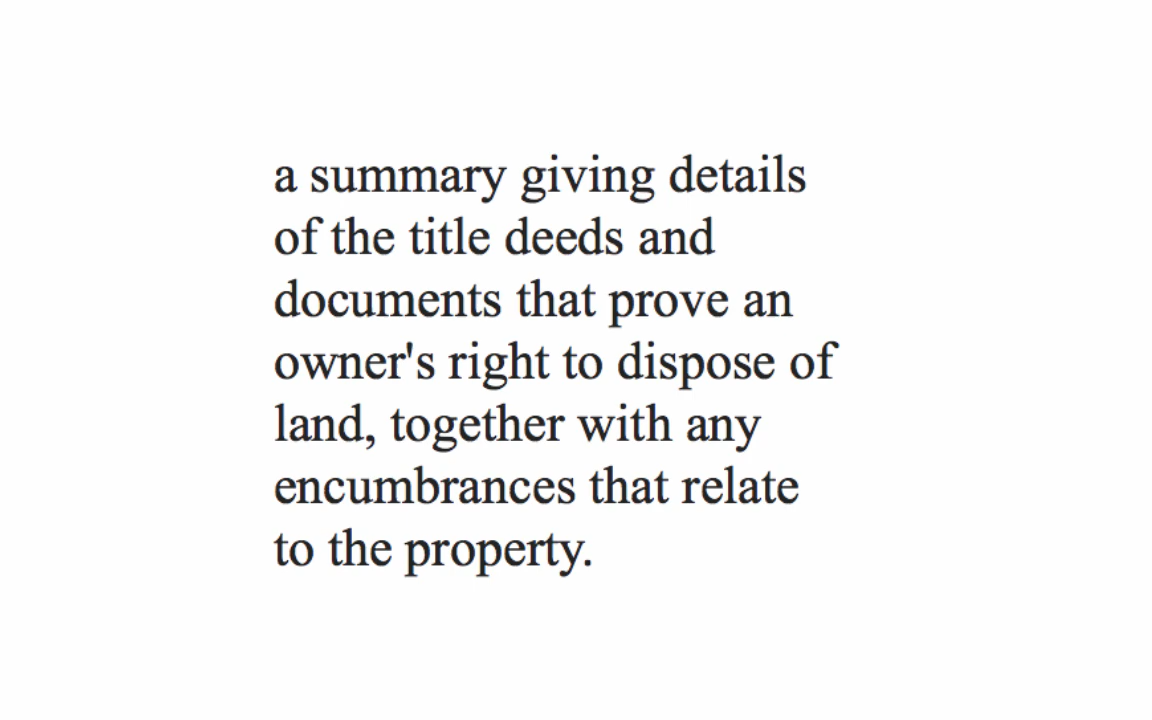 a summary giving details
of the title deeds and
documents that prove an
owner's right to dispose of
land, together with any
encumbrances that relate
to the property.